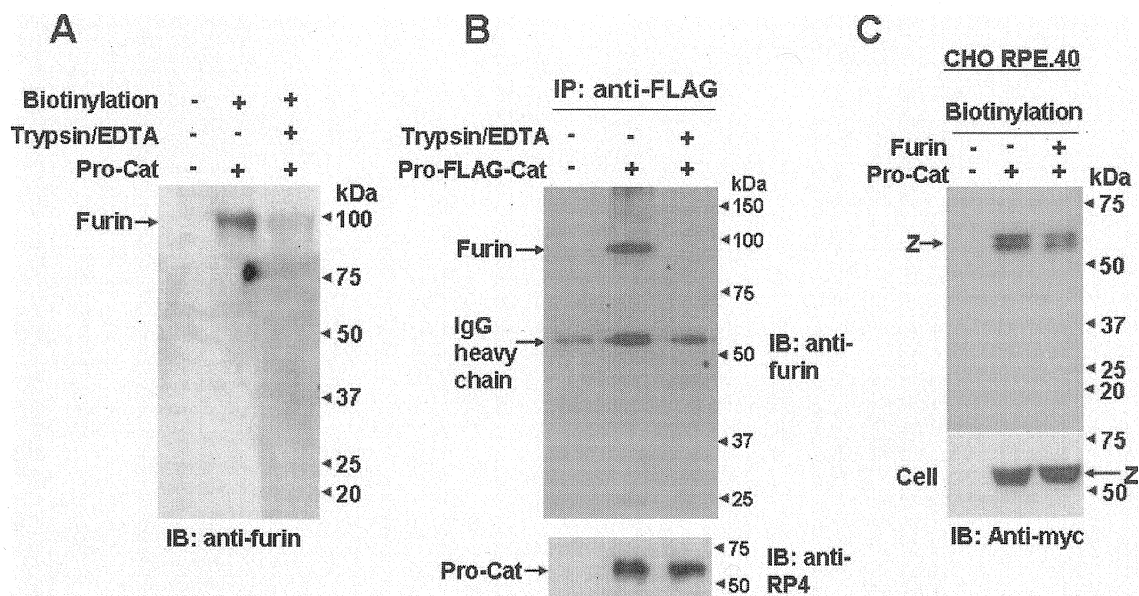 A
Biotinylation - + +
Trypsin/EDTA - - +
Pro-Cat - + +
kDa
Furin
100
75
50
37
25
20
IB: anti-furin
B
IP: anti-FLAG
Trypsin/EDTA - - +
Pro-FLAG-Cat - + +
kDa
150
Furin
100
75
IgG
heavy
chain
50
IB: anti-
furin
37
25
Pro-Cat
75
50
IB: anti-
RP4
C
CHO RPE.40
Biotinylation
Furin - - +
Pro-Cat - + +
kDa
75
Z
50
37
25
20
75
Cell
Z
50
IB: Anti-myc